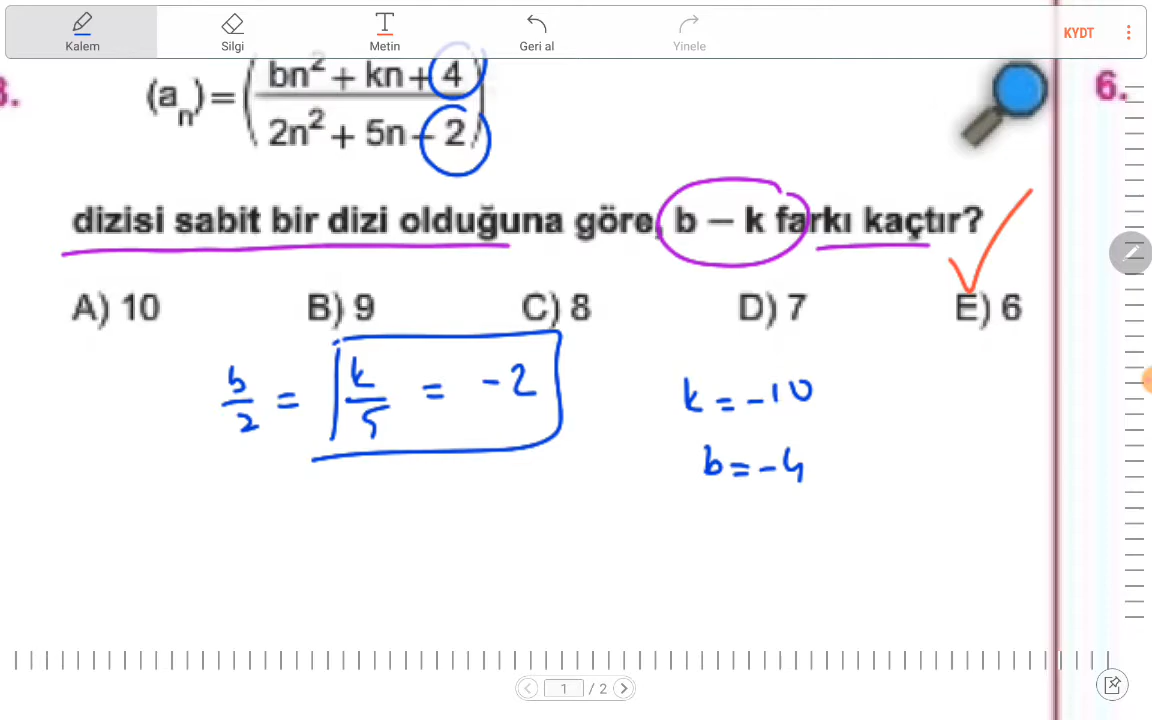 Kalem Silgi Metin Geri al Yinele KYDT
3. (a_n) = ( bn² + kn + 4 / 2n² + 5n - 2 ) 6.
dizisi sabit bir dizi olduğuna göre, b – k farkı kaçtır?
A) 10 B) 9 C) 8 D) 7 E) 6
b/2 = k/5 = -2
k = -10
b = -4
1 / 2